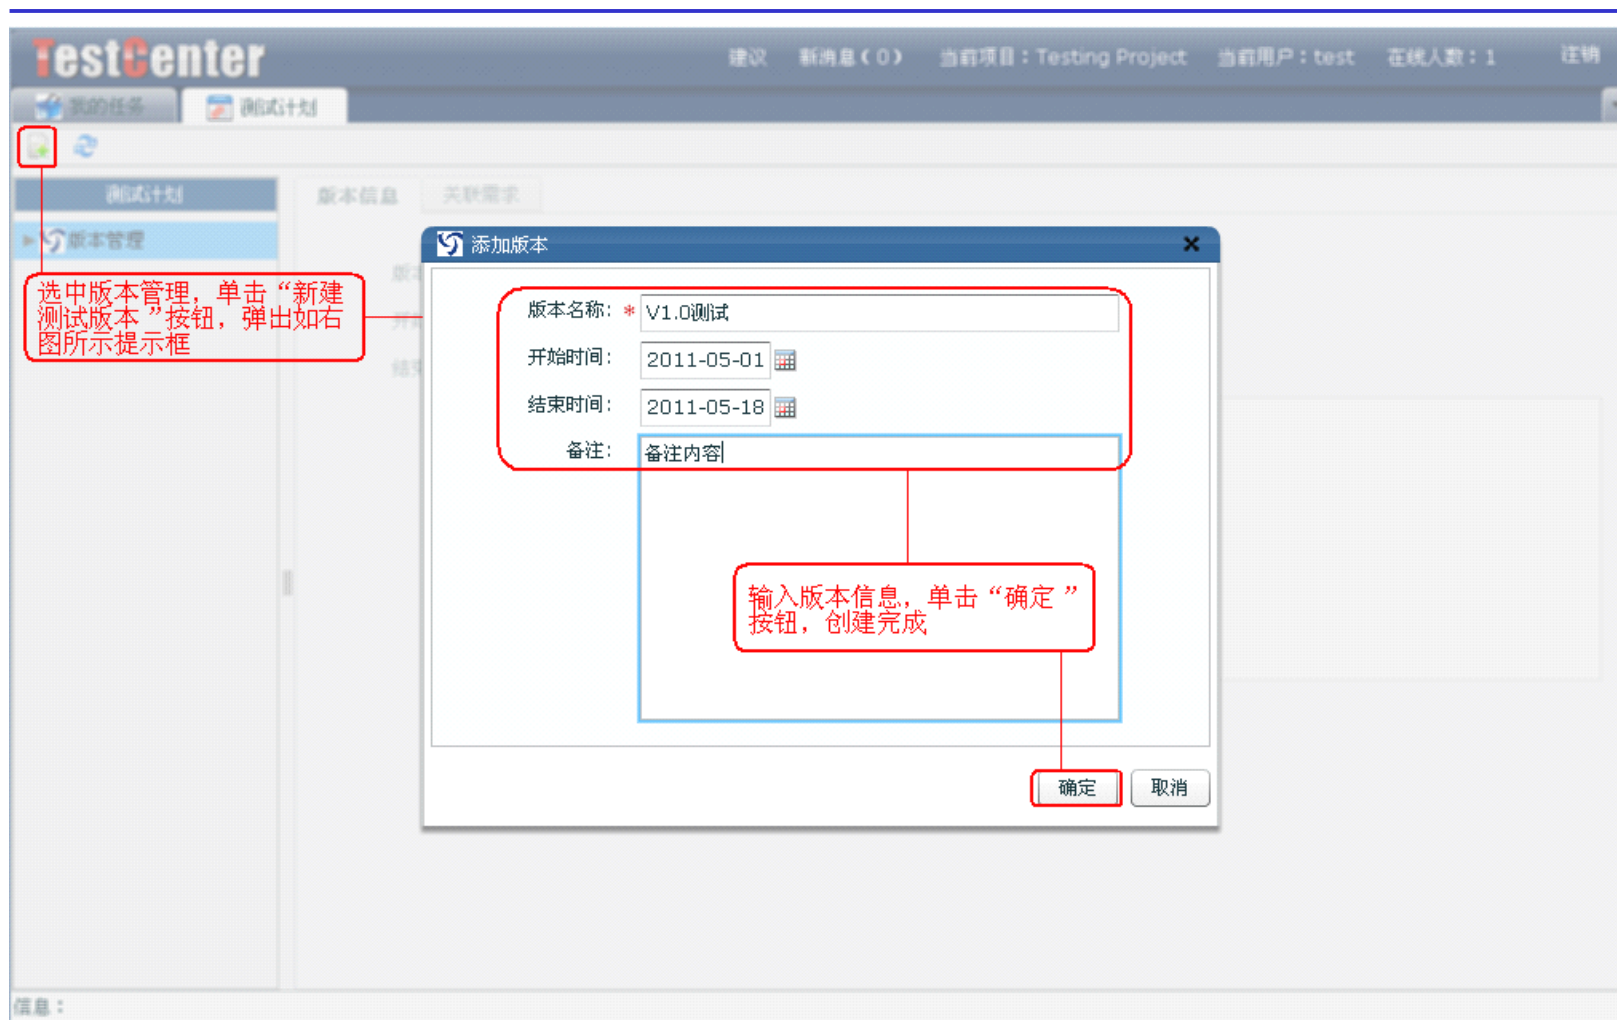 TestCenter
建议 新消息(0) 当前项目:Testing Project 当前用户:test 在线人数:1 注销
我的任务 测试计划
测试计划 版本信息 关联需求
版本管理
添加版本
选中版本管理，单击“新建
测试版本”按钮，弹出如右
图所示提示框
版本名称: * V1.0测试
开始时间: 2011-05-01
结束时间: 2011-05-18
备注: 备注内容
输入版本信息，单击“确定”
按钮，创建完成
确定 取消
信息：